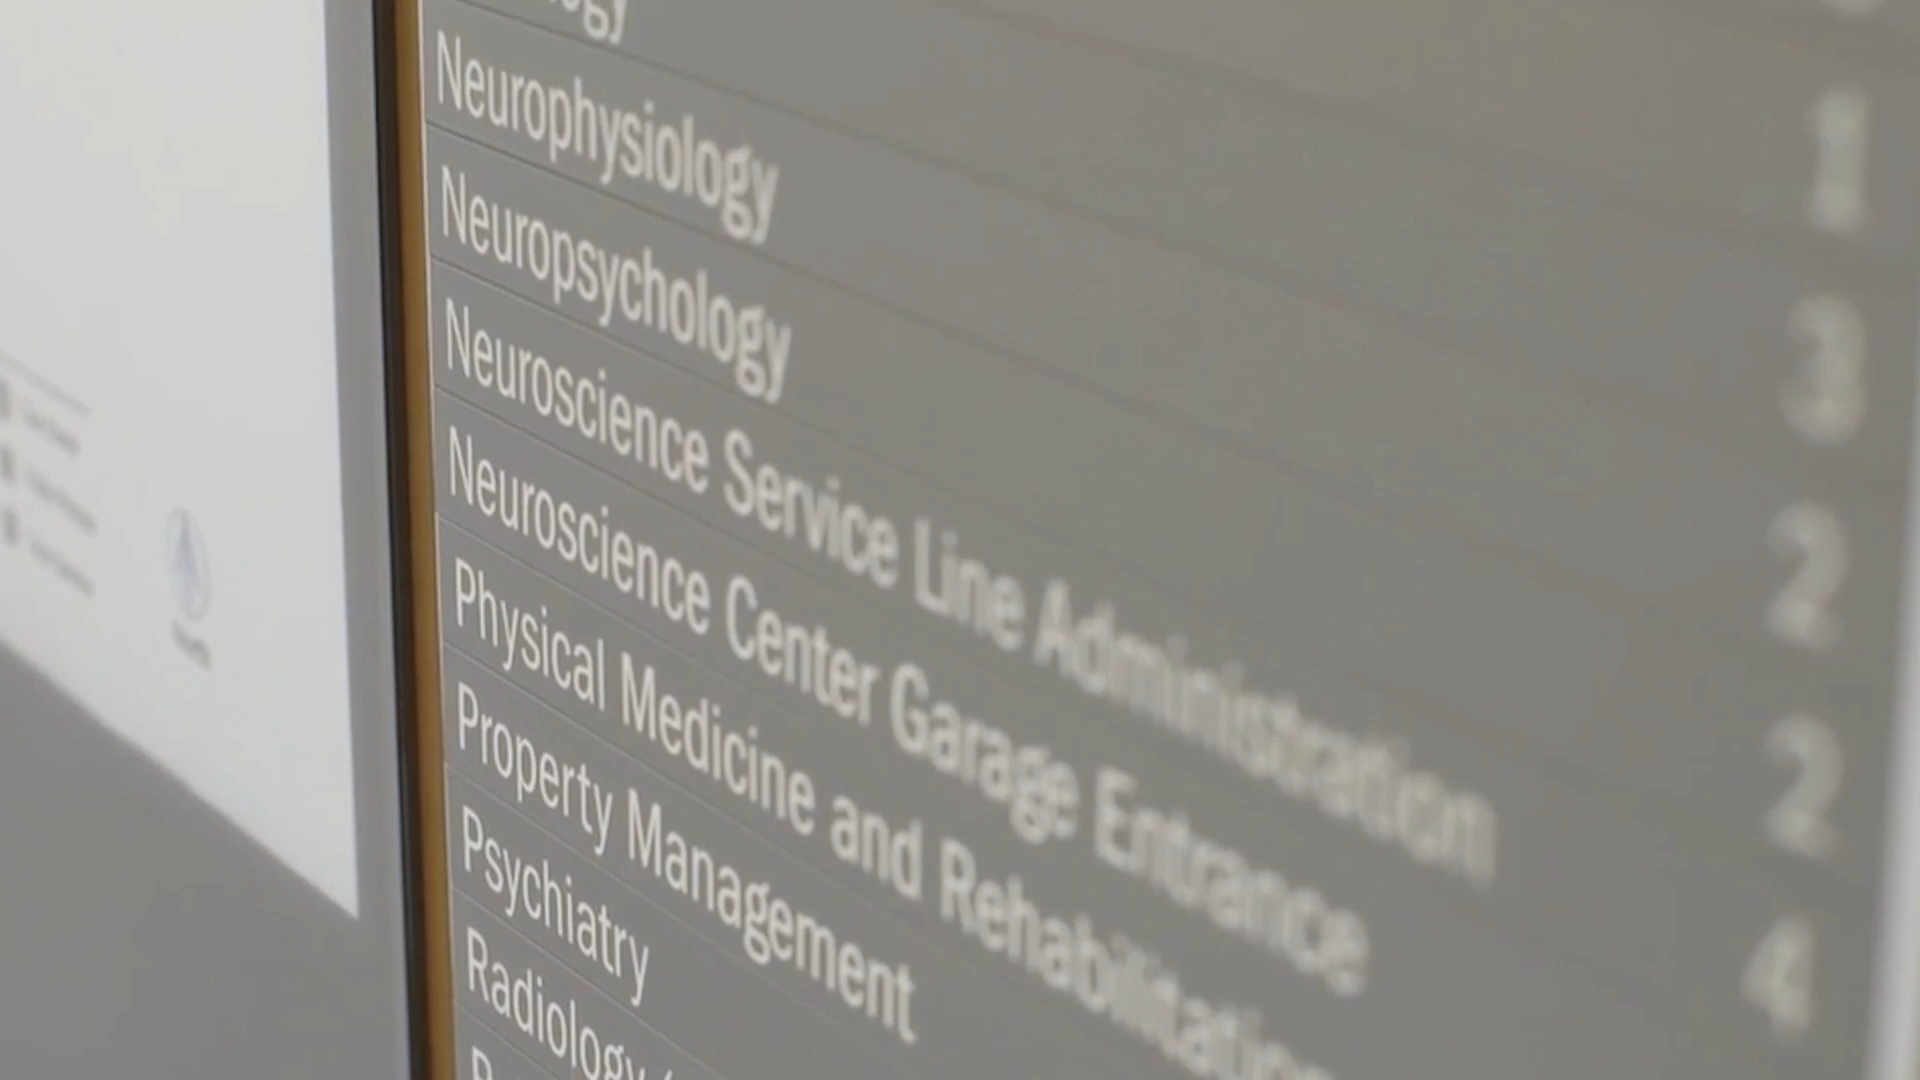 1
3
Neurophysiology 2
Neuropsychology 2
Neuroscience Service Line Administration 4
Neuroscience Center Garage Entrance
Physical Medicine and Rehabilitation
Property Management
Psychiatry
Radiology